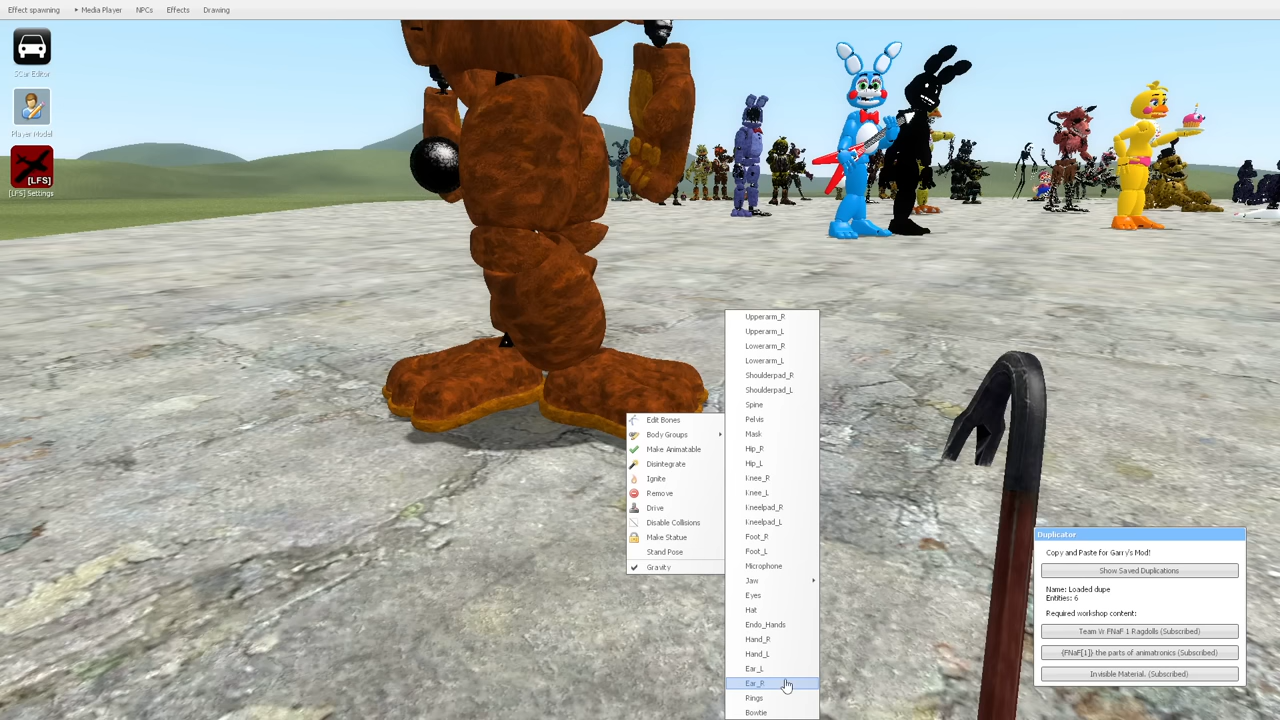 Effect spawning
Media Player
NPCs
Effects
Drawing
SCar Editor
Player Model
[LFS]
[LFS] Settings
Edit Bones
Body Groups
Make Animatable
Disintegrate
Ignite
Remove
Drive
Disable Collisions
Make Statue
Stand Pose
Gravity
Upperarm_R
Upperarm_L
Lowerarm_R
Lowerarm_L
Shoulderpad_R
Shoulderpad_L
Spine
Pelvis
Mask
Hip_R
Hip_L
Knee_R
Knee_L
Kneelpad_R
Kneelpad_L
Foot_R
Foot_L
Microphone
Jaw
Eyes
Hat
Endo_Hands
Hand_R
Hand_L
Ear_L
Ear_R
Rings
Bowtie
Duplicator
Copy and Paste for Garry's Mod!
Show Saved Duplications
Name: Loaded dupe
Entities: 6
Required workshop content:
Team Vr FNaF 1 Ragdolls (Subscribed)
{FNaF[1]} the parts of animatronics (Subscribed)
Invisible Material. (Subscribed)